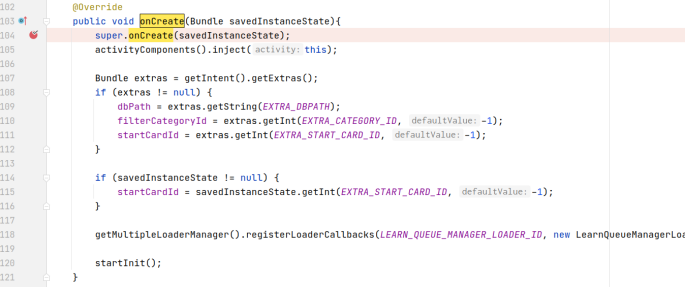 102 @Override
103 public void onCreate(Bundle savedInstanceState){
104 super.onCreate(savedInstanceState);
105 activityComponents().inject( activity: this);
106
107 Bundle extras = getIntent().getExtras();
108 if (extras != null) {
109 dbPath = extras.getString(EXTRA_DBPATH);
110 filterCategoryId = extras.getInt(EXTRA_CATEGORY_ID, defaultValue: -1);
111 startCardId = extras.getInt(EXTRA_START_CARD_ID, defaultValue: -1);
112 }
113
114 if (savedInstanceState != null) {
115 startCardId = savedInstanceState.getInt(EXTRA_START_CARD_ID, defaultValue: -1);
116 }
117
118 getMultipleLoaderManager().registerLoaderCallbacks(LEARN_QUEUE_MANAGER_LOADER_ID, new LearnQueueManagerLoa
119
120 startInit();
121 }